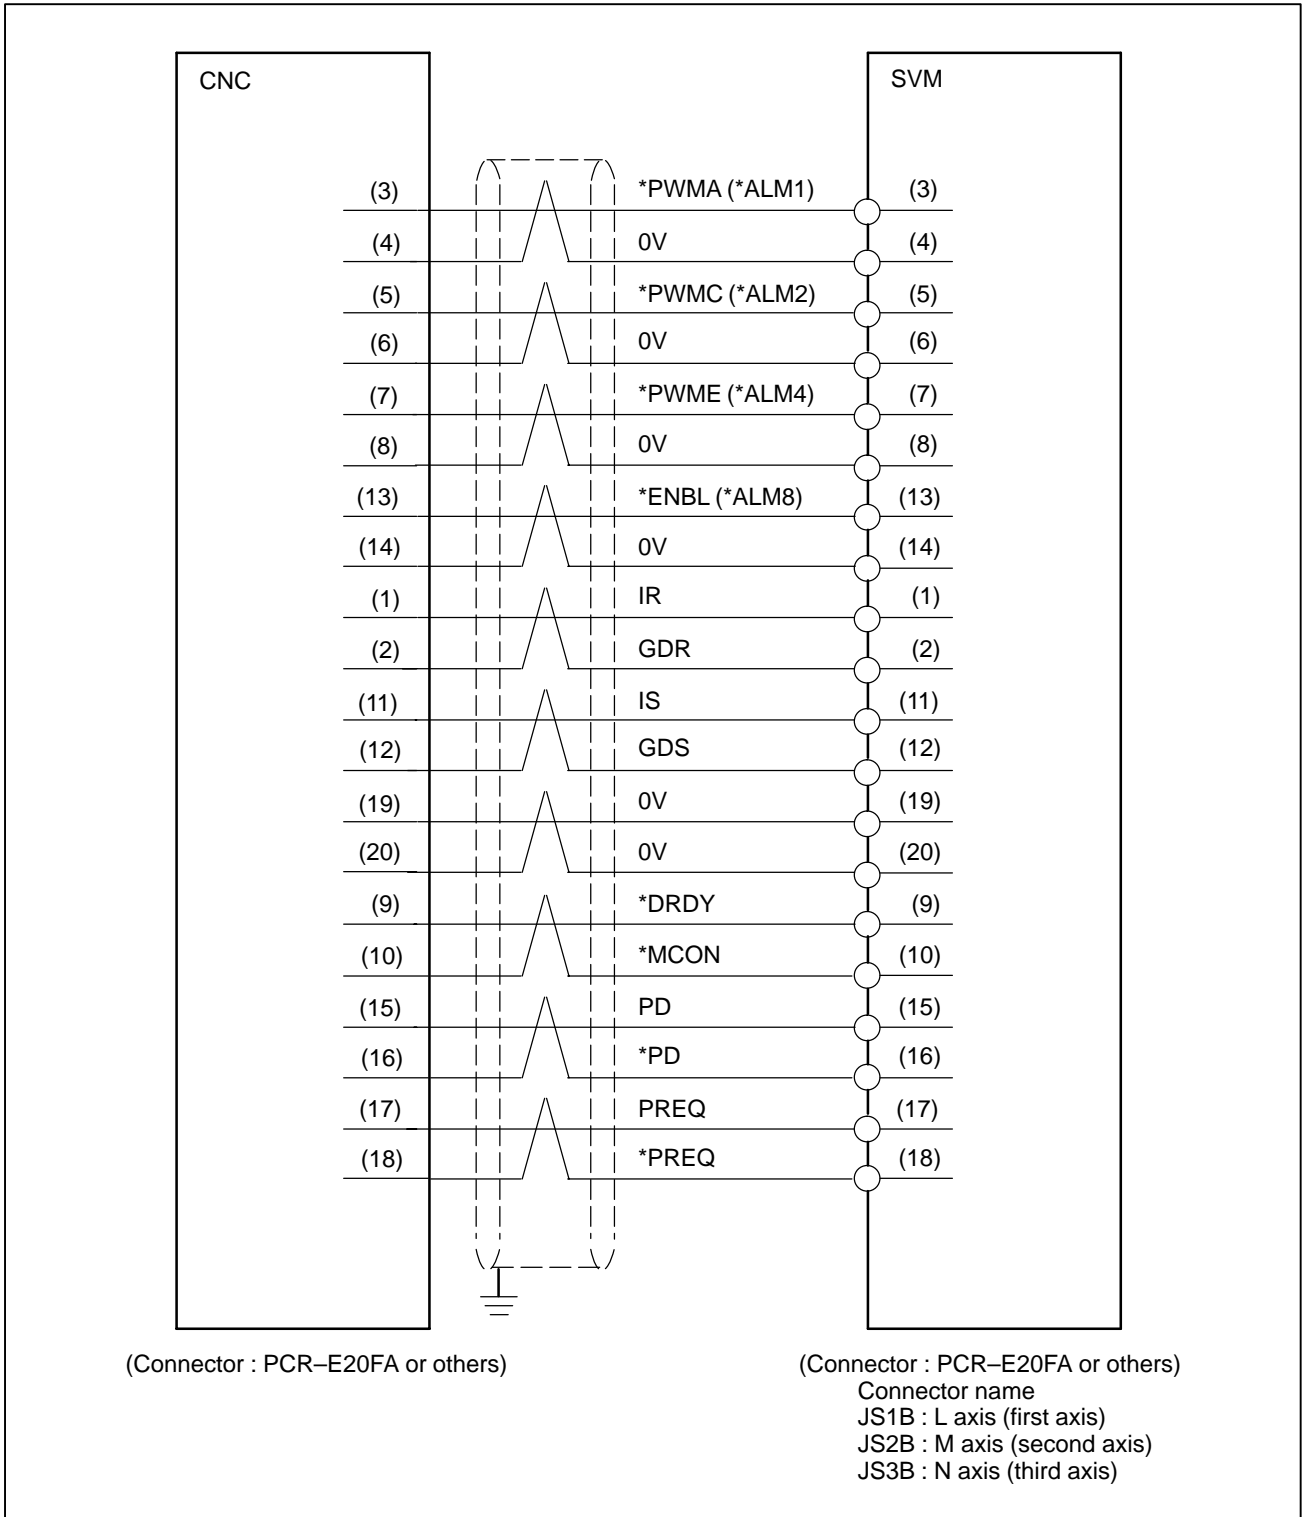 CNC SVM
(3) *PWMA (*ALM1) (3)
(4) 0V (4)
(5) *PWMC (*ALM2) (5)
(6) 0V (6)
(7) *PWME (*ALM4) (7)
(8) 0V (8)
(13) *ENBL (*ALM8) (13)
(14) 0V (14)
(1) IR (1)
(2) GDR (2)
(11) IS (11)
(12) GDS (12)
(19) 0V (19)
(20) 0V (20)
(9) *DRDY (9)
(10) *MCON (10)
(15) PD (15)
(16) *PD (16)
(17) PREQ (17)
(18) *PREQ (18)
(Connector : PCR–E20FA or others) (Connector : PCR–E20FA or others)
Connector name
JS1B : L axis (first axis)
JS2B : M axis (second axis)
JS3B : N axis (third axis)